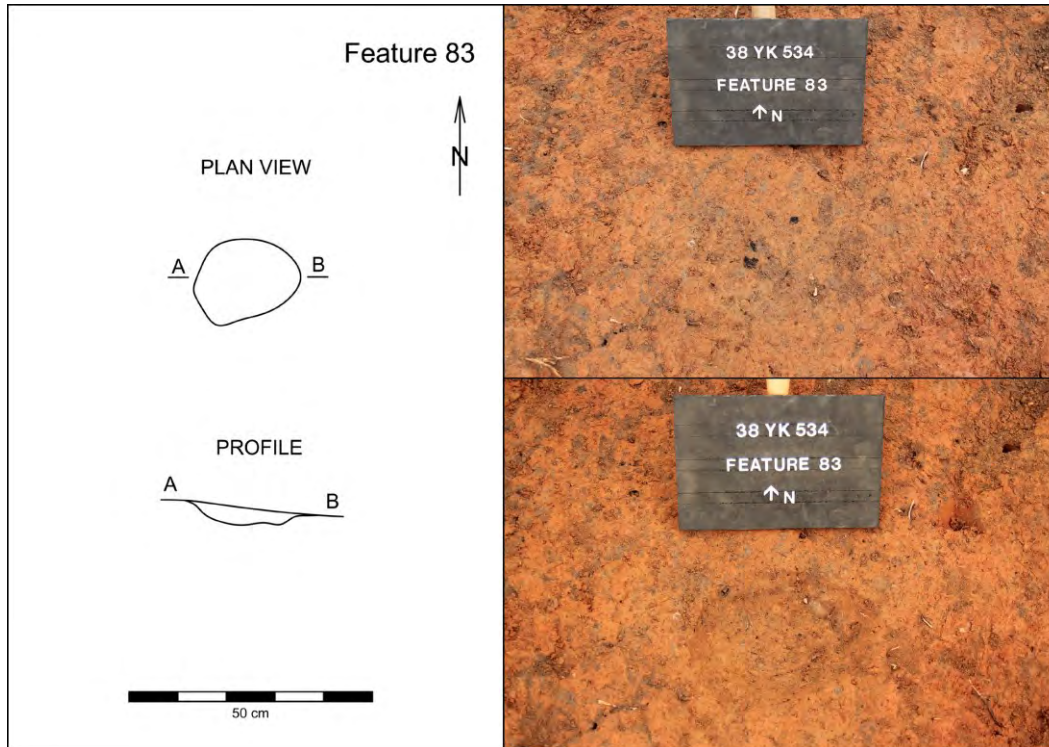 Feature 83
N
PLAN VIEW
A
B
PROFILE
A
B
50 cm
38 YK 534
FEATURE 83
↑ N
38 YK 534
FEATURE 83
↑ N